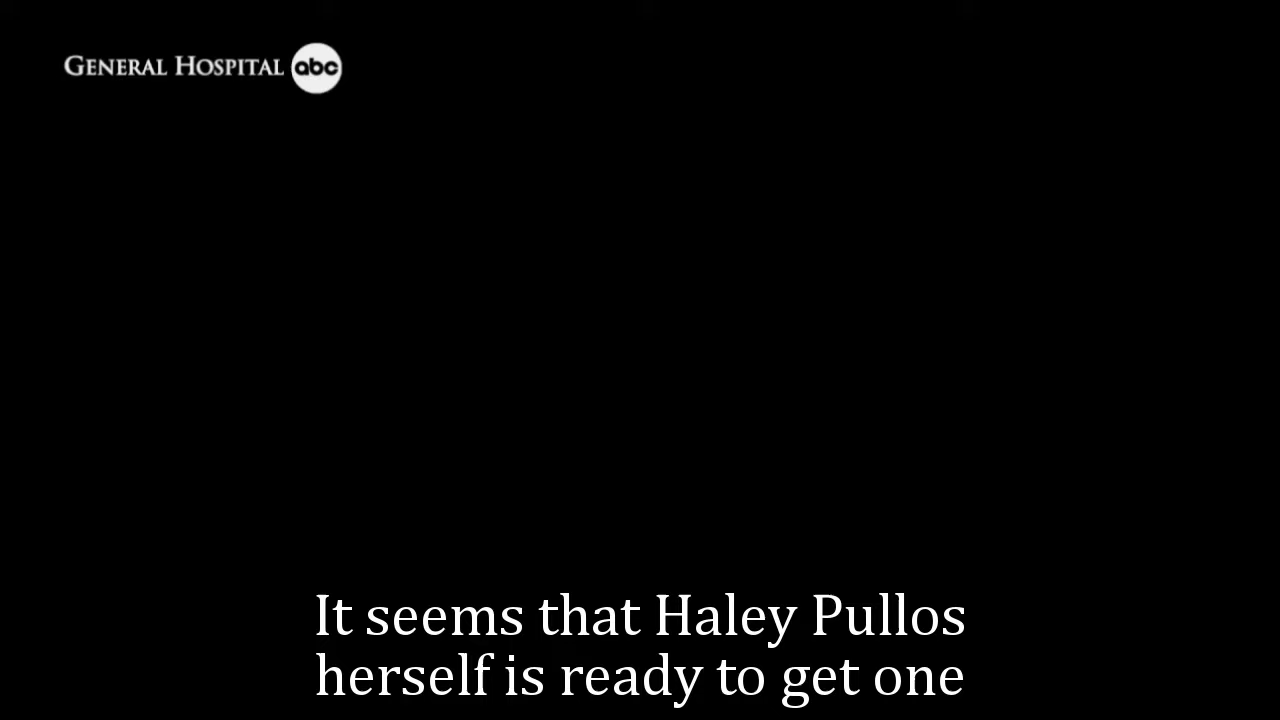 GENERAL HOSPITAL abc
It seems that Haley Pullos
herself is ready to get one